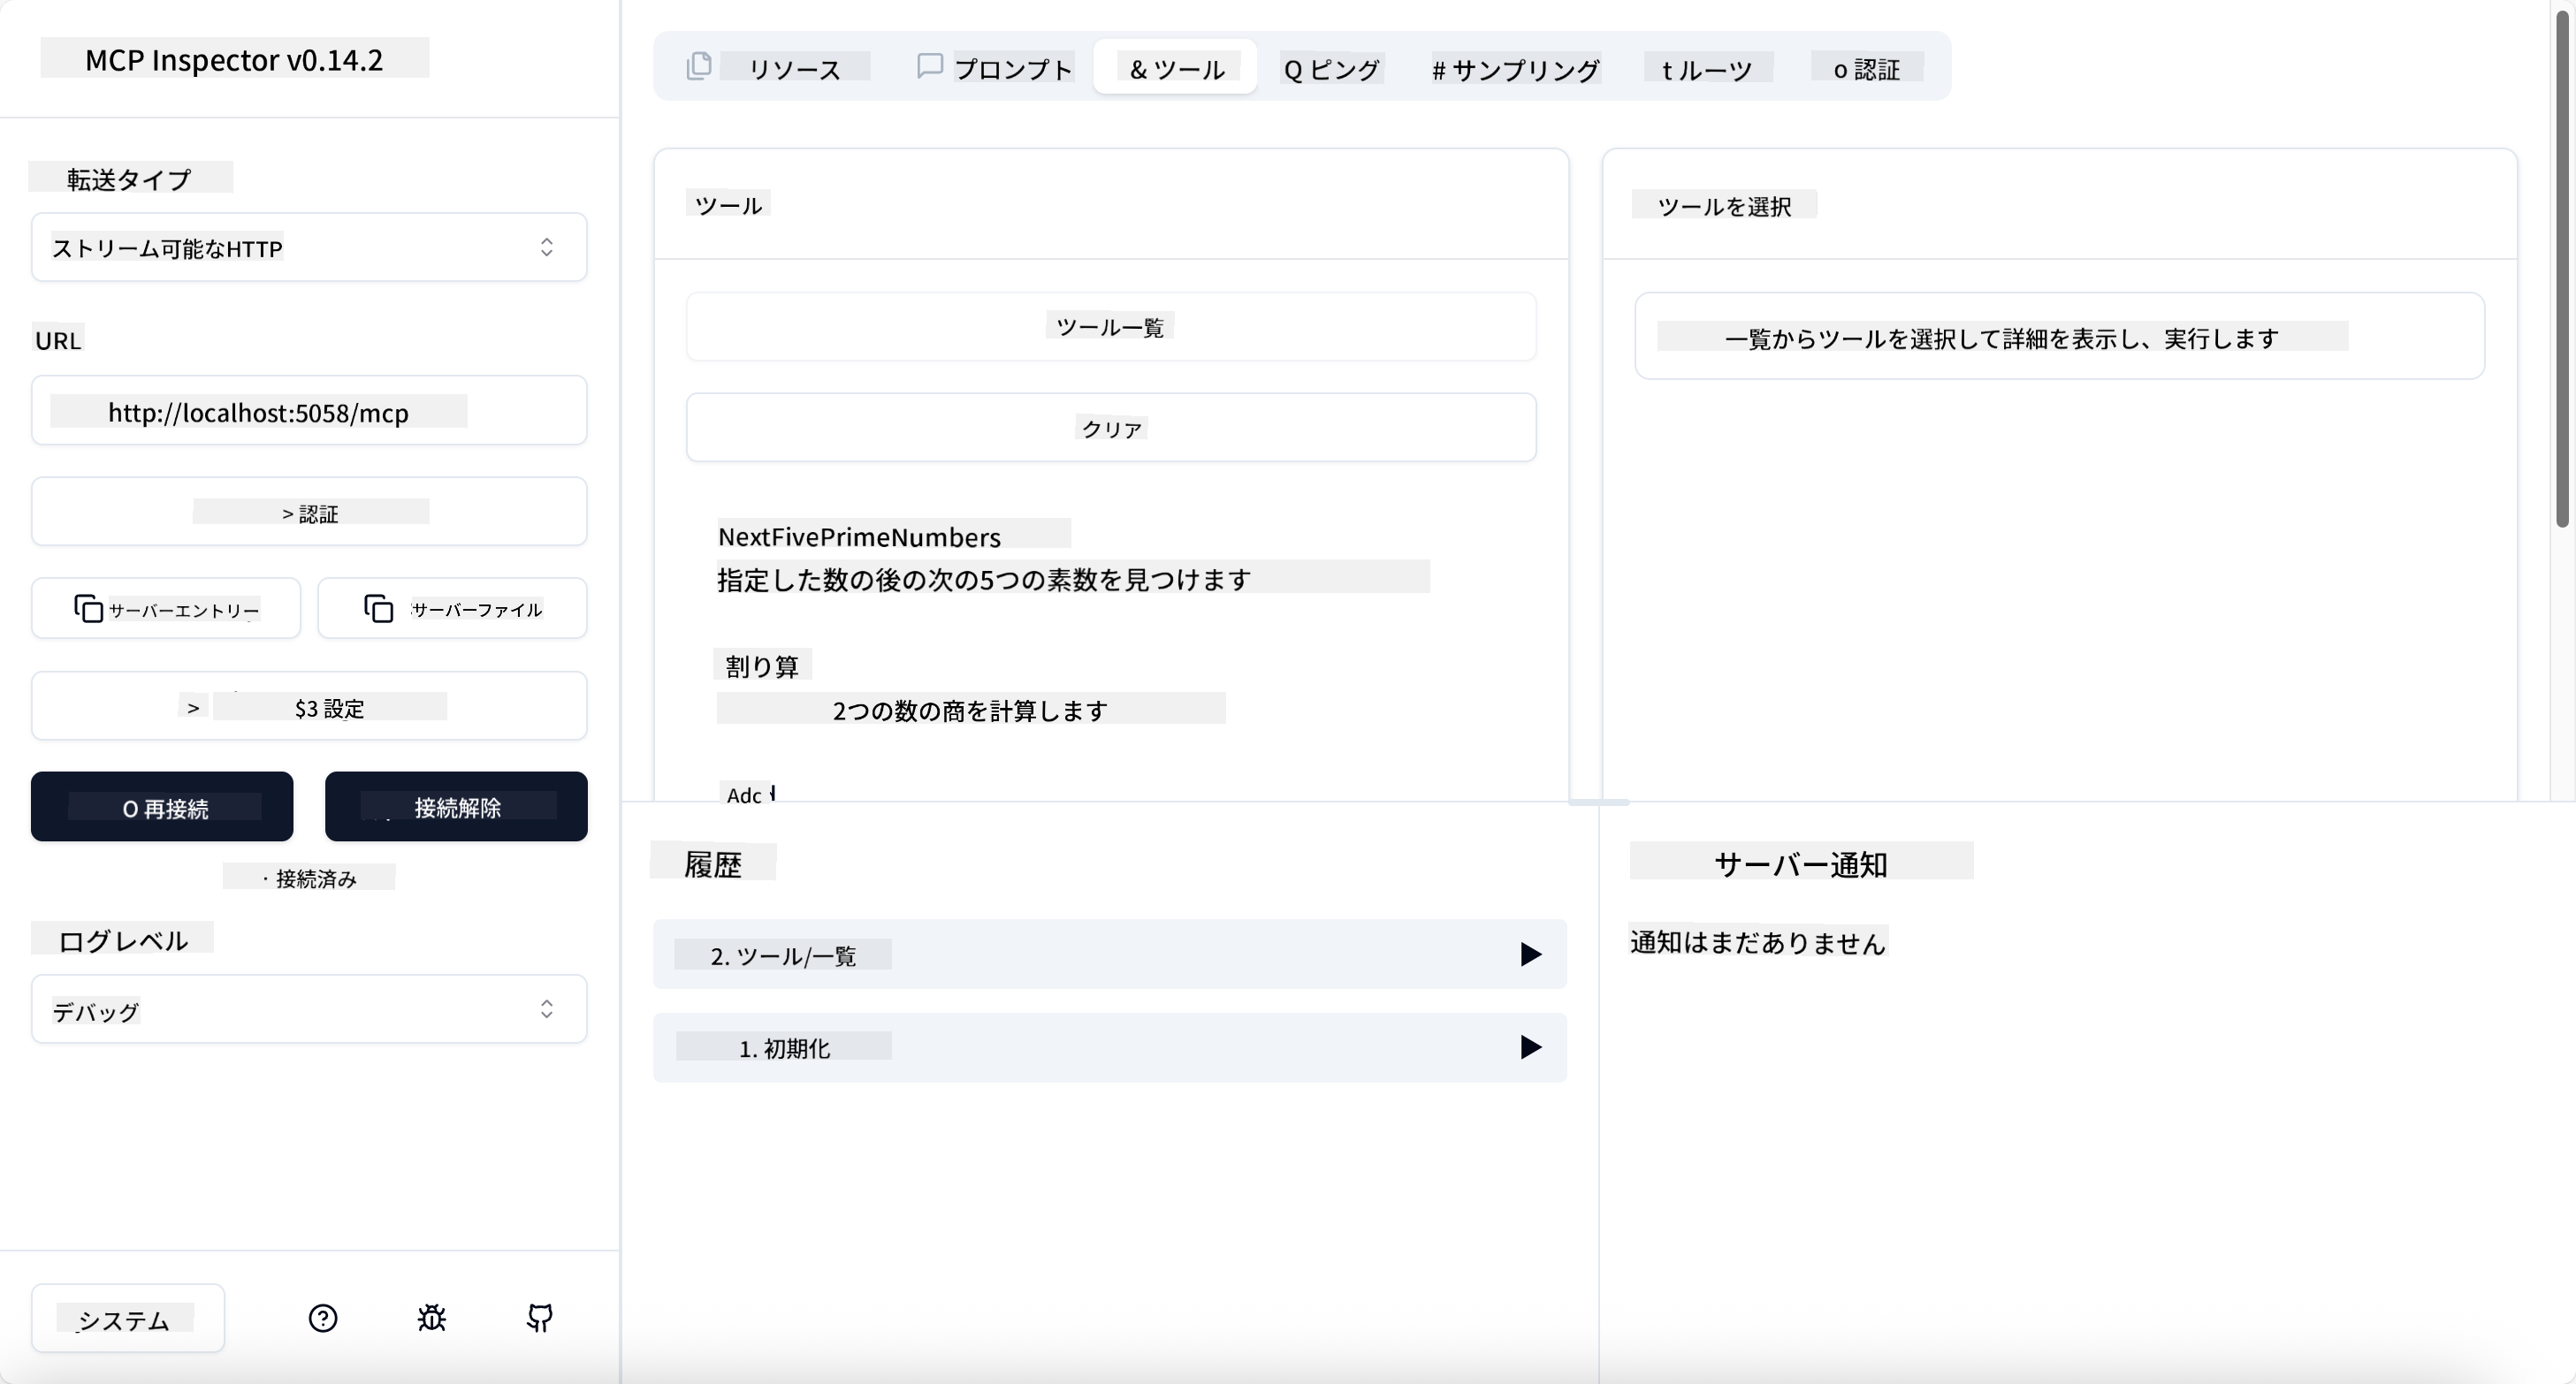 MCP Inspector v0.14.2
転送タイプ
ストリーム可能なHTTP
URL
http://localhost:5058/mcp
> 認証
サーバーエントリー
サーバーファイル
> $3 設定
O 再接続
接続解除
· 接続済み
ログレベル
デバッグ
システム
リソース
プロンプト
& ツール
Q ピング
# サンプリング
t ルーツ
o 認証
ツール
ツール一覧
クリア
NextFivePrimeNumbers
指定した数の後の次の5つの素数を見つけます
割り算
2つの数の商を計算します
Adc
ツールを選択
一覧からツールを選択して詳細を表示し、実行します
履歴
2. ツール/一覧
1. 初期化
サーバー通知
通知はまだありません